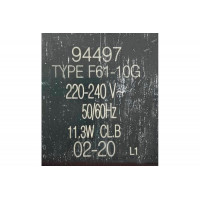 94497
TYPE F61-10G
220-240 V~
50/60Hz
11.3W CL.B
02-20 L1